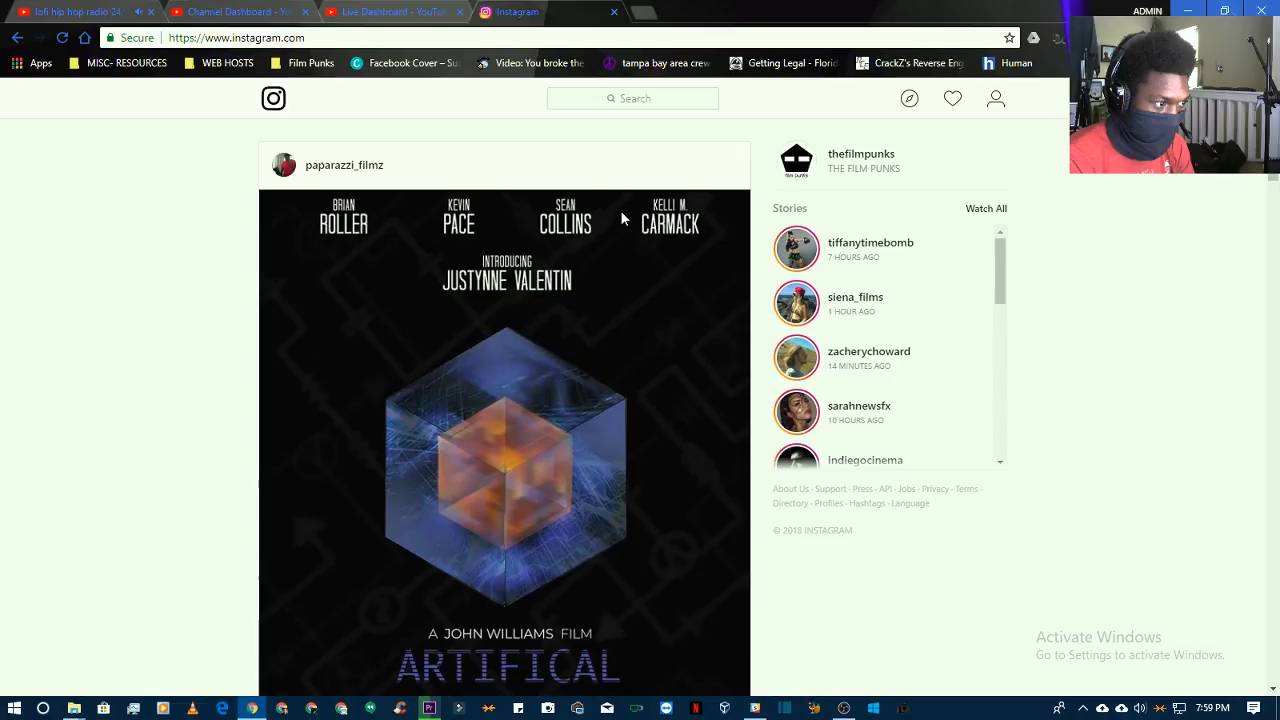 lofi hip hop radio 24
Channel Dashboard - Yo
Live Dashboard - YouTub
Instagram
ADMIN
Secure
https://www.instagram.com
Apps
MISC- RESOURCES
WEB HOSTS
Film Punks
Comedy Cover – Su
Video: You broke the
tampa bay area crew
Getting Legal - Florid
CrackZ's Reverse Eng
Human
Search
paparazzi_filmz
thefilmpunks
THE FILM PUNKS
film punks
BRIAN
ROLLER
KEVIN
PACE
SEAN
COLLINS
KELLI M.
CARMACK
INTRODUCING
JUSTYNNE VALENTIN
A JOHN WILLIAMS FILM
ARTIFICAL
Stories
Watch All
tiffanytimebomb
7 HOURS AGO
siena_films
1 HOUR AGO
zacherychoward
14 MINUTES AGO
sarahnewsfx
10 HOURS AGO
indiegocinema
About Us · Support · Press · API · Jobs · Privacy · Terms ·
Directory · Profiles · Hashtags · Language
© 2018 INSTAGRAM
Activate Windows
Go to Settings to activate Windows.
7:59 PM